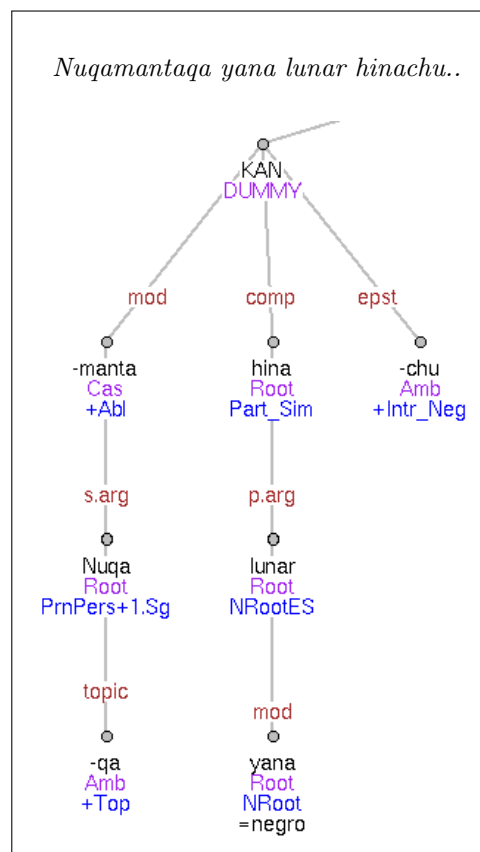 Nuqamantaqa yana lunar hinachu..
KAN
DUMMY
mod comp epst
-manta hina -chu
Cas Root Amb
+Abl Part_Sim +Intr_Neg
s.arg p.arg
Nuqa lunar
Root Root
PrnPers+1.Sg NRootES
topic mod
-qa yana
Amb Root
+Top NRoot
=negro